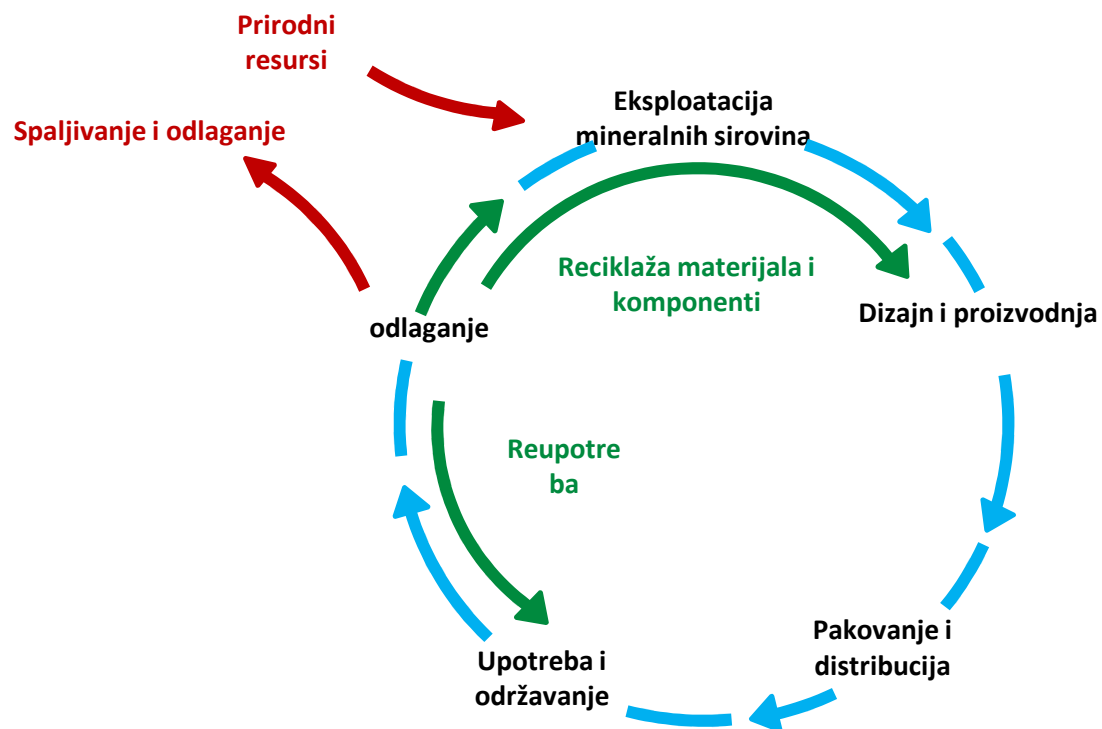 Prirodni
resursi
Spaljivanje i odlaganje
Eksploatacija
mineralnih sirovina
Reciklaža materijala i
komponenti
Dizajn i proizvodnja
odlaganje
Reupotre
ba
Pakovanje i
distribucija
Upotreba i
održavanje